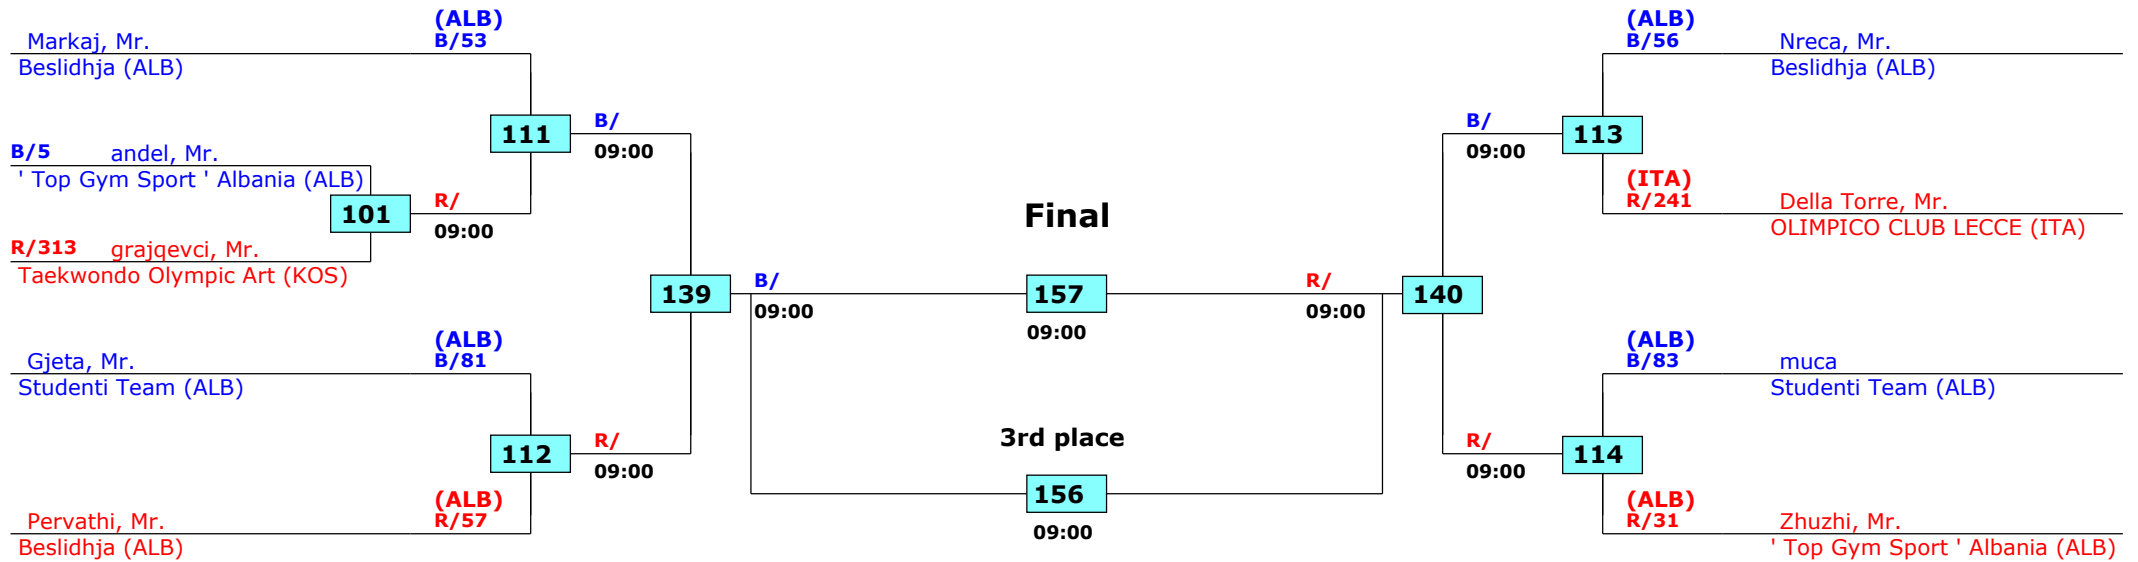 (ALB)
Markaj, Mr. B/53
Beslidhja (ALB)
111
B/
09:00
B/5 andel, Mr.
' Top Gym Sport ' Albania (ALB)
101
R/
09:00
R/313 grajqevci, Mr.
Taekwondo Olympic Art (KOS)
139
B/
09:00
(ALB)
Gjeta, Mr. B/81
Studenti Team (ALB)
112
R/
09:00
(ALB)
Pervathi, Mr. R/57
Beslidhja (ALB)
Final
157
09:00
3rd place
156
09:00
(ALB)
B/56 Nreca, Mr.
Beslidhja (ALB)
B/
09:00
113
(ITA)
R/241 Della Torre, Mr.
OLIMPICO CLUB LECCE (ITA)
R/
09:00
140
(ALB)
B/83 muca
Studenti Team (ALB)
R/
09:00
114
(ALB)
R/31 Zhuzhi, Mr.
' Top Gym Sport ' Albania (ALB)